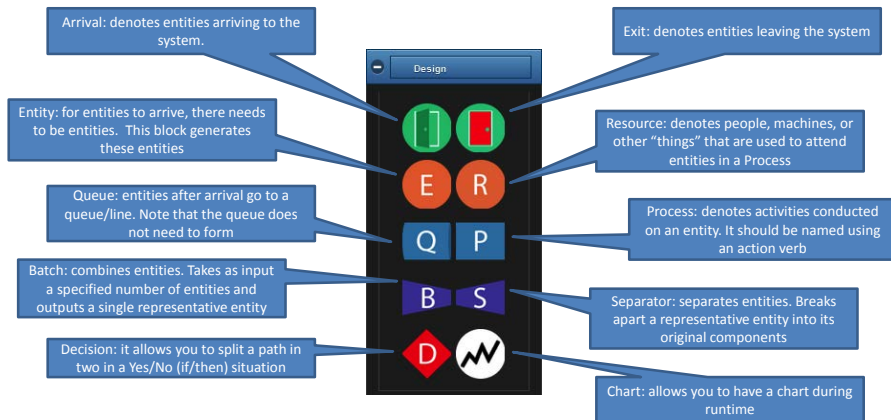 Arrival: denotes entities arriving to the
system.
Exit: denotes entities leaving the system
Design
Entity: for entities to arrive, there needs
to be entities.  This block generates
these entities
Resource: denotes people, machines, or
other “things” that are used to attend
entities in a Process
E
R
Queue: entities after arrival go to a
queue/line. Note that the queue does
not need to form
Process: denotes activities conducted
on an entity. It should be named using
an action verb
Q
P
Batch: combines entities. Takes as input
a specified number of entities and
outputs a single representative entity
Separator: separates entities. Breaks
apart a representative entity into its
original components
B
S
Decision: it allows you to split a path in
two in a Yes/No (if/then) situation
D
Chart: allows you to have a chart during
runtime